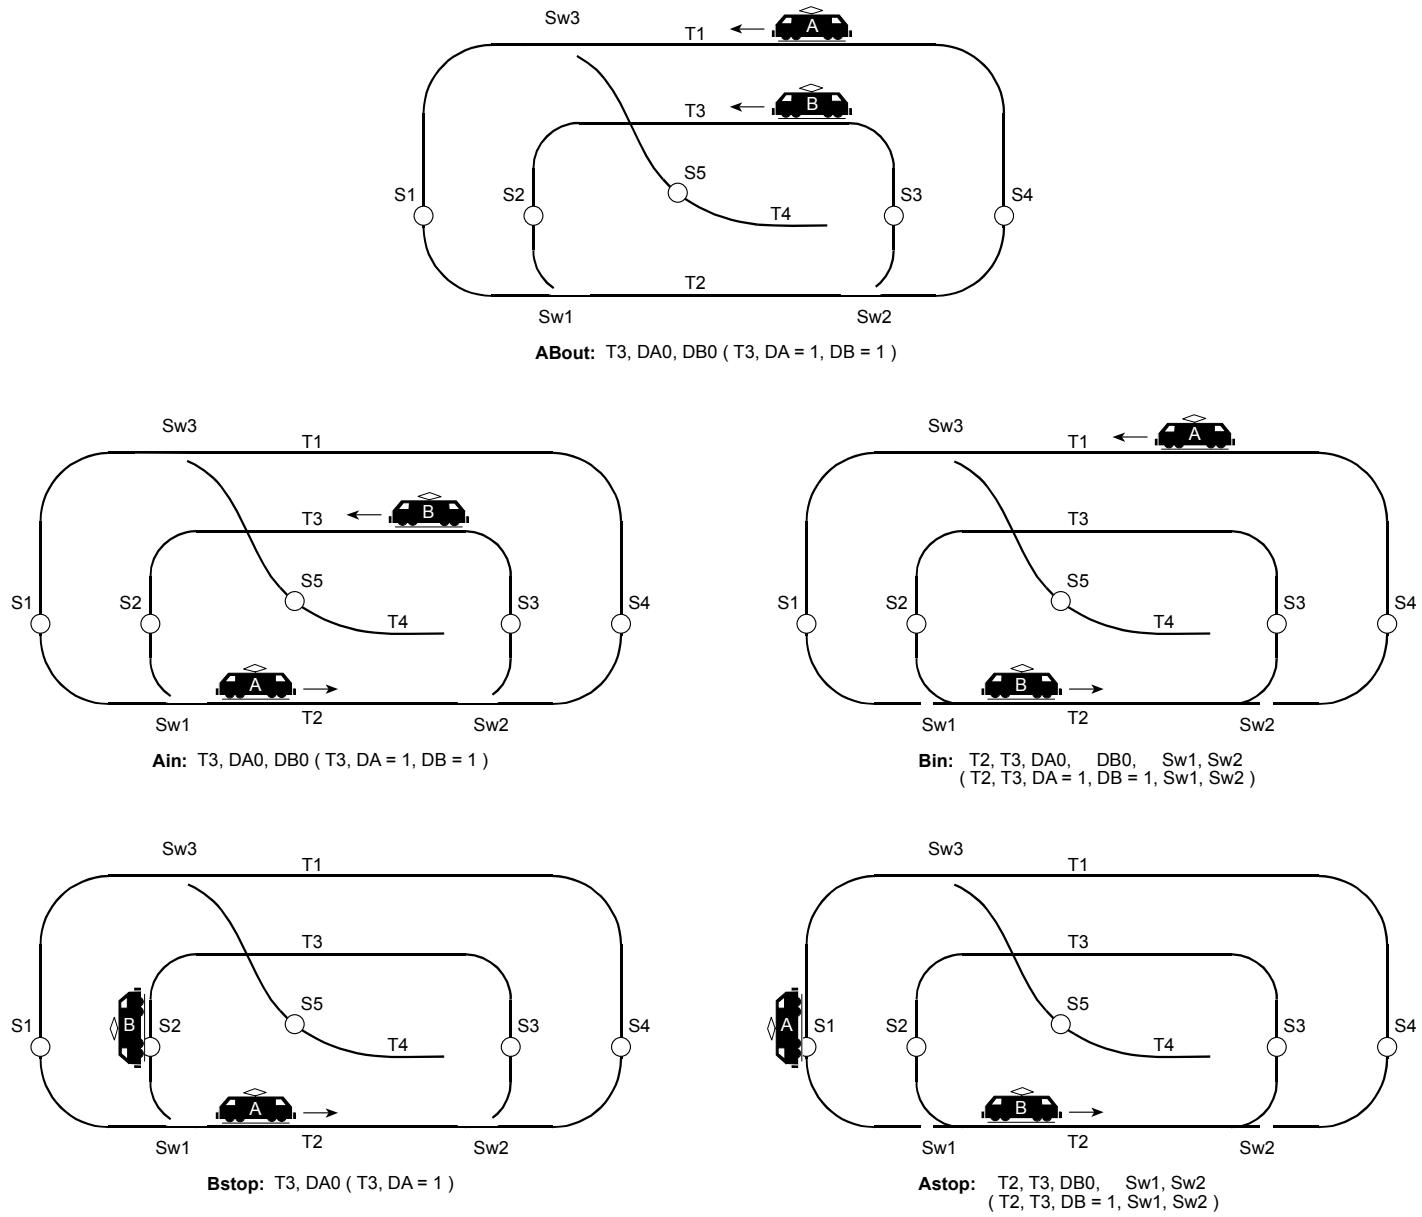 Sw3
A
T1
B
T3
S5
S1
S2
S3
S4
T4
T2
Sw1
Sw2
ABout: T3, DA0, DB0 ( T3, DA = 1, DB = 1 )
Sw3
T1
B
T3
S5
S1
S2
S3
S4
T4
A
Sw1
T2
Sw2
Ain: T3, DA0, DB0 ( T3, DA = 1, DB = 1 )
Sw3
T1
A
T3
S5
S1
S2
S3
S4
T4
B
Sw1
T2
Sw2
Bin: T2, T3, DA0, DB0, Sw1, Sw2
( T2, T3, DA = 1, DB = 1, Sw1, Sw2 )
Sw3
T1
T3
S5
S1
B
S2
S3
S4
T4
A
Sw1
T2
Sw2
Bstop: T3, DA0 ( T3, DA = 1 )
Sw3
T1
T3
S5
A
S1
S2
S3
S4
T4
B
Sw1
T2
Sw2
Astop: T2, T3, DB0, Sw1, Sw2
( T2, T3, DB = 1, Sw1, Sw2 )